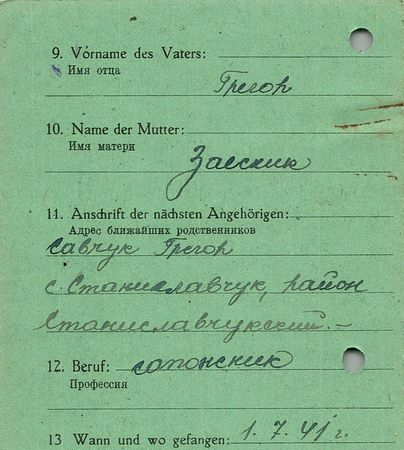 9. Vorname des Vaters:
Имя отца
Грегор
10. Name der Mutter:
Имя матери
11. Anschrift der nächsten Angehörigen:
Адрес ближайших родственников
Савчук Грегор
с. Станиславчук, район
Станиславчукский. –
12. Beruf: сапожник
Профессия
13 Wann und wo gefangen: 1. 7. 41 г.